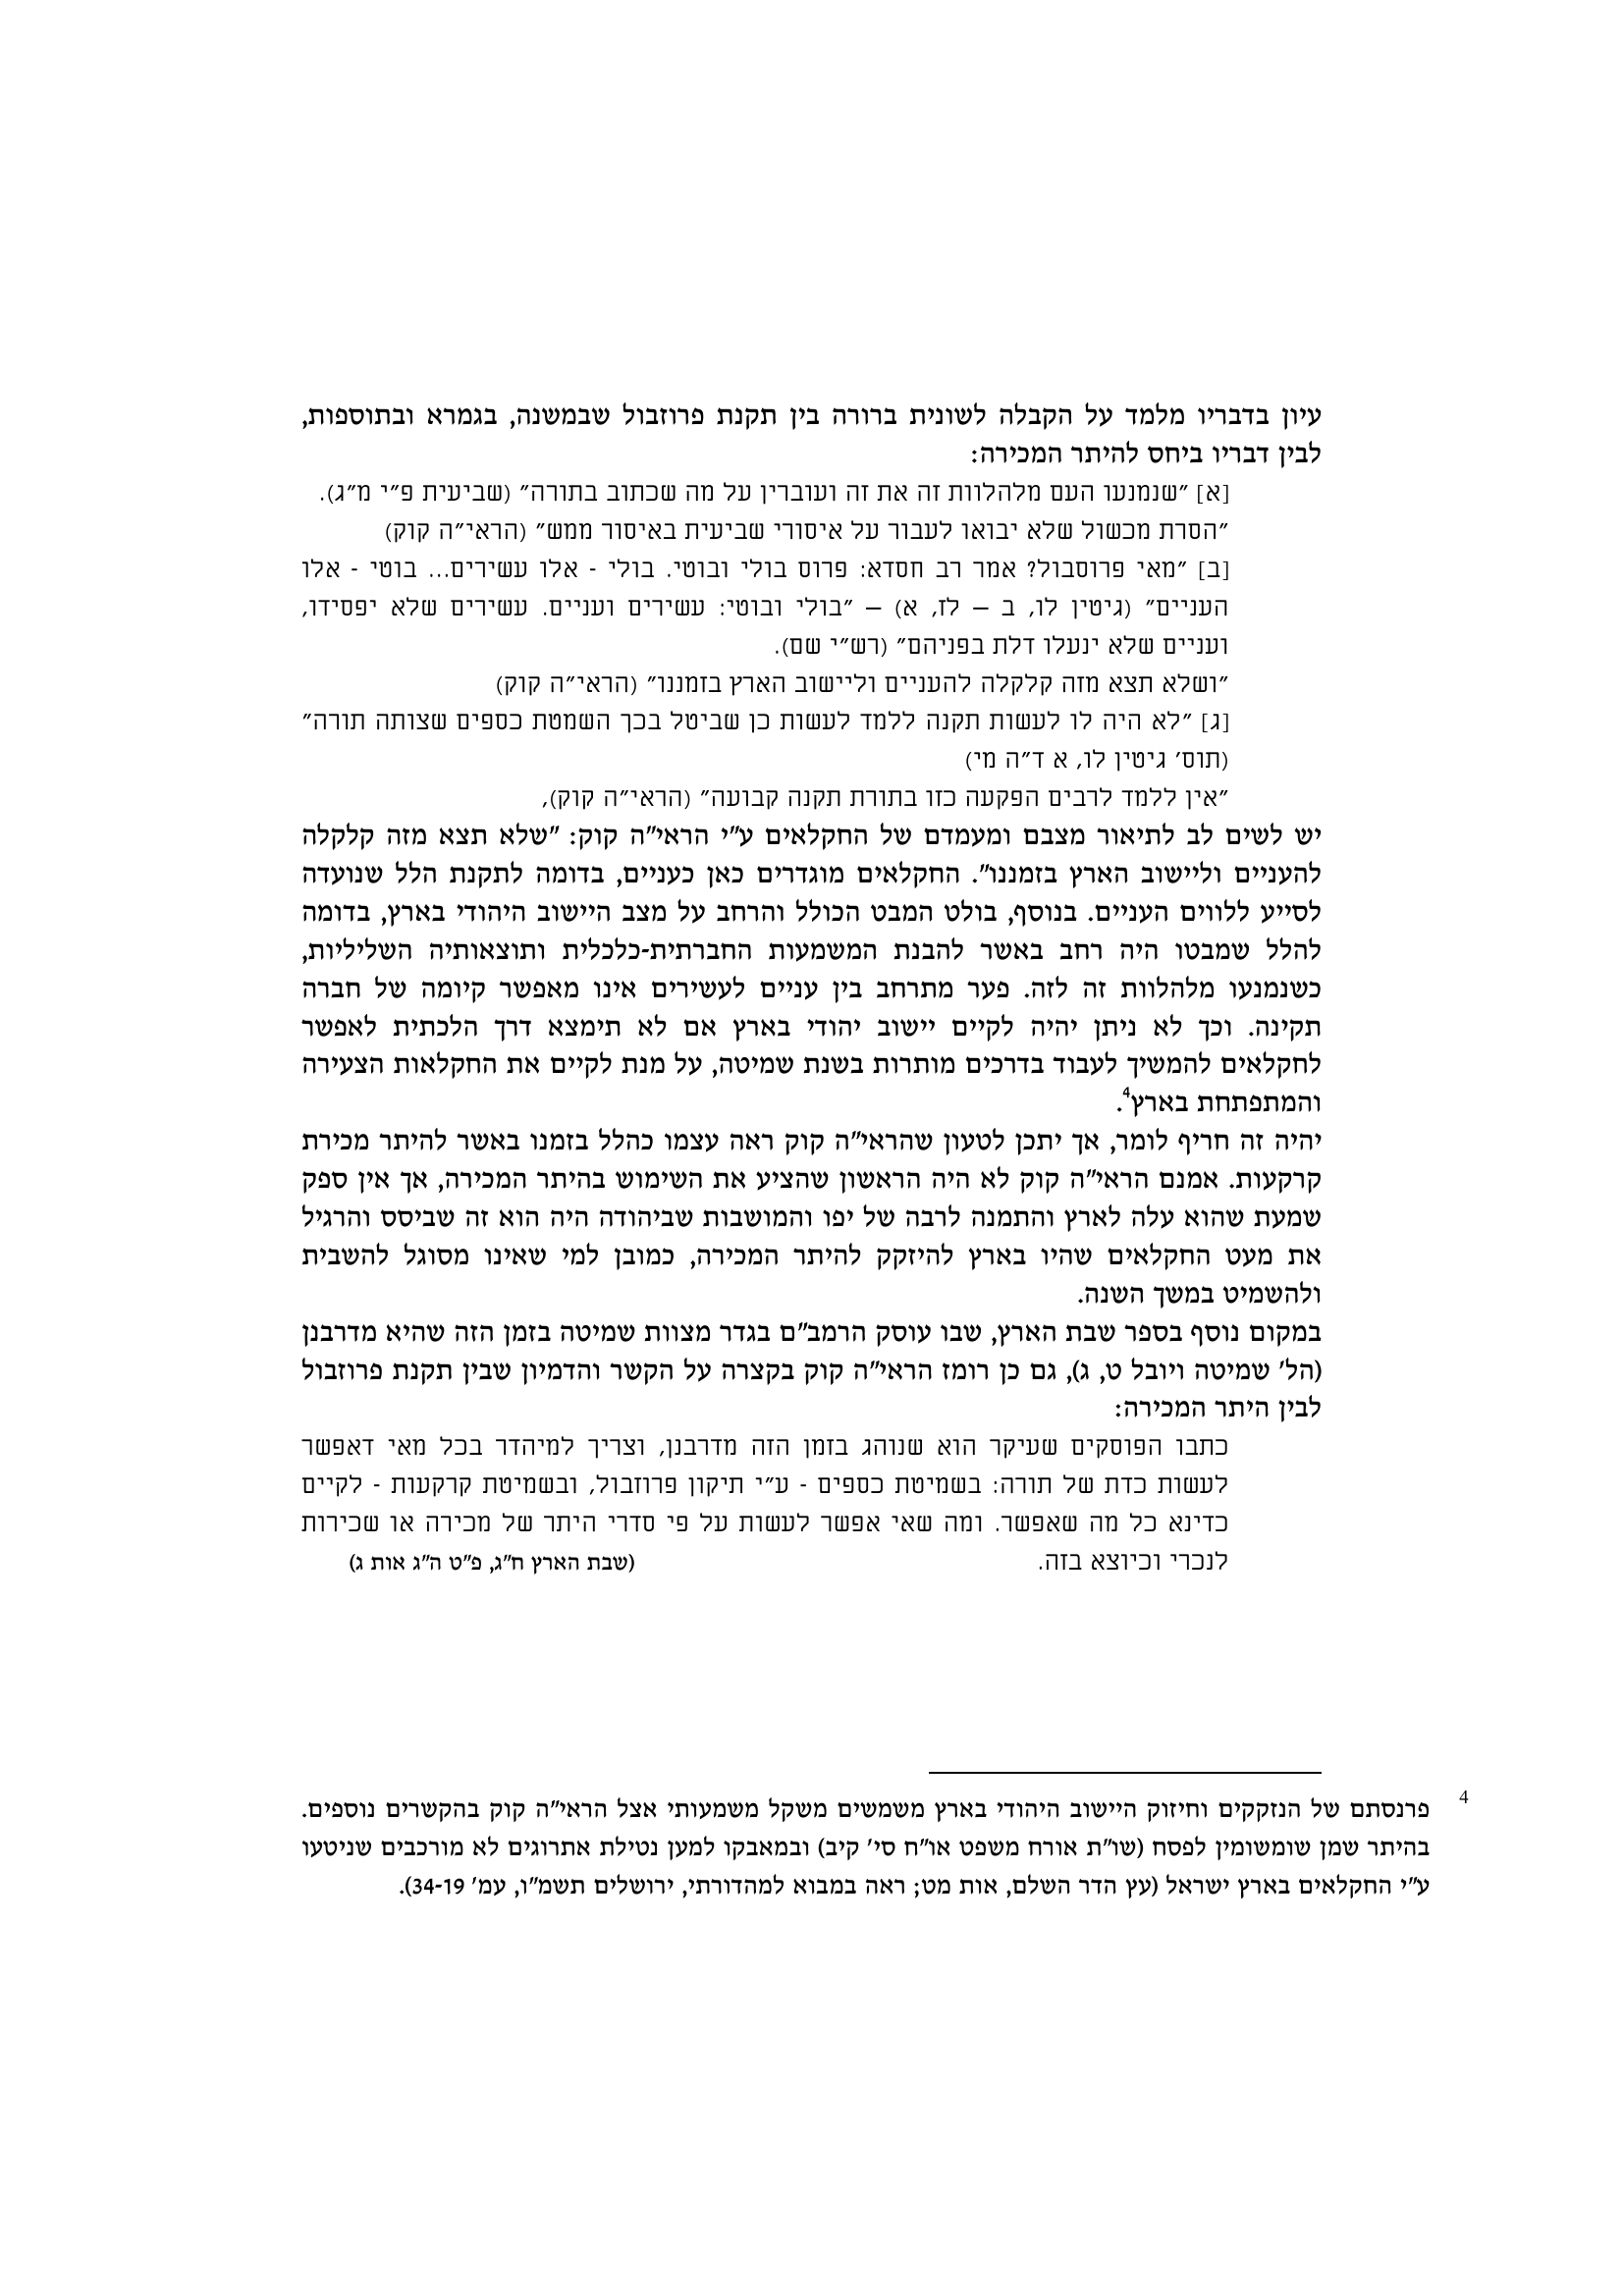 עיון בדבריו מלמד על הקבלה לשונית ברורה בין תקנת פרוזבול שבמשנה, בגמרא ובתוספות,
לבין דבריו ביחס להיתר המכירה:
[א] "שנמנעו העם מלהלוות זה את זה ועוברין על מה שכתוב בתורה" (שביעית פ"י מ"ג).
"הסרת מכשול שלא יבואו לעבור על איסורי שביעית באיסור ממש" (הראי"ה קוק)
[ב] "מאי פרוסבול? אמר רב חסדא: פרוס בולי ובוטי. בולי - אלו עשירים... בוטי - אלו
העניים" (גיטין לו, ב – לז, א) – "בולי ובוטי: עשירים ועניים. עשירים שלא יפסידו,
ועניים שלא ינעלו דלת בפניהם" (רש"י שם).
"ושלא תצא מזה קלקלה להעניים וליישוב הארץ בזמננו" (הראי"ה קוק)
[ג] "לא היה לו לעשות תקנה ללמד לעשות כן שביטל בכך השמטת כספים שצותה תורה"
(תוס' גיטין לו, א ד"ה מי)
"אין ללמד לרבים הפקעה כזו בתורת תקנה קבועה" (הראי"ה קוק),
יש לשים לב לתיאור מצבם ומעמדם של החקלאים ע"י הראי"ה קוק: "שלא תצא מזה קלקלה
להעניים וליישוב הארץ בזמננו". החקלאים מוגדרים כאן כעניים, בדומה לתקנת הלל שנועדה
לסייע ללווים העניים. בנוסף, בולט המבט הכולל והרחב על מצב היישוב היהודי בארץ, בדומה
להלל שמבטו היה רחב באשר להבנת המשמעות החברתית-כלכלית ותוצאותיה השליליות,
כשנמנעו מלהלוות זה לזה. פער מתרחב בין עניים לעשירים אינו מאפשר קיומה של חברה
תקינה. וכך לא ניתן יהיה לקיים יישוב יהודי בארץ אם לא תימצא דרך הלכתית לאפשר
לחקלאים להמשיך לעבוד בדרכים מותרות בשנת שמיטה, על מנת לקיים את החקלאות הצעירה
והמתפתחת בארץ4.
יהיה זה חריף לומר, אך יתכן לטעון שהראי"ה קוק ראה עצמו כהלל בזמנו באשר להיתר מכירת
קרקעות. אמנם הראי"ה קוק לא היה הראשון שהציע את השימוש בהיתר המכירה, אך אין ספק
שמעת שהוא עלה לארץ והתמנה לרבה של יפו והמושבות שביהודה היה הוא זה שביסס והרגיל
את מעט החקלאים שהיו בארץ להיזקק להיתר המכירה, כמובן למי שאינו מסוגל להשבית
ולהשמיט במשך השנה.
במקום נוסף בספר שבת הארץ, שבו עוסק הרמב"ם בגדר מצוות שמיטה בזמן הזה שהיא מדרבנן
(הל' שמיטה ויובל ט, ג), גם כן רומז הראי"ה קוק בקצרה על הקשר והדמיון שבין תקנת פרוזבול
לבין היתר המכירה:
כתבו הפוסקים שעיקר הוא שנוהג בזמן הזה מדרבנן, וצריך למיהדר בכל מאי דאפשר
לעשות כדת של תורה: בשמיטת כספים - ע"י תיקון פרוזבול, ובשמיטת קרקעות - לקיים
כדינא כל מה שאפשר. ומה שאי אפשר לעשות על פי סדרי היתר של מכירה או שכירות
לנכרי וכיוצא בזה. (שבת הארץ ח"ג, פ"ט ה"ג אות ג)
4 פרנסתם של הנזקקים וחיזוק היישוב היהודי בארץ משמשים משקל משמעותי אצל הראי"ה קוק בהקשרים נוספים.
בהיתר שמן שומשומין לפסח (שו"ת אורח משפט או"ח סי' קיב) ובמאבקו למען נטילת אתרוגים לא מורכבים שניטעו
ע"י החקלאים בארץ ישראל (עץ הדר השלם, אות מט; ראה במבוא למהדורתי, ירושלים תשמ"ו, עמ' 34-19).